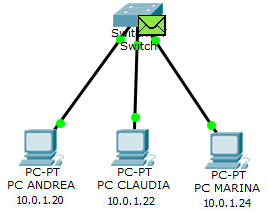 Switch
PC-PT
PC ANDREA
10.0.1.20
PC-PT
PC CLAUDIA
10.0.1.22
PC-PT
PC MARINA
10.0.1.24